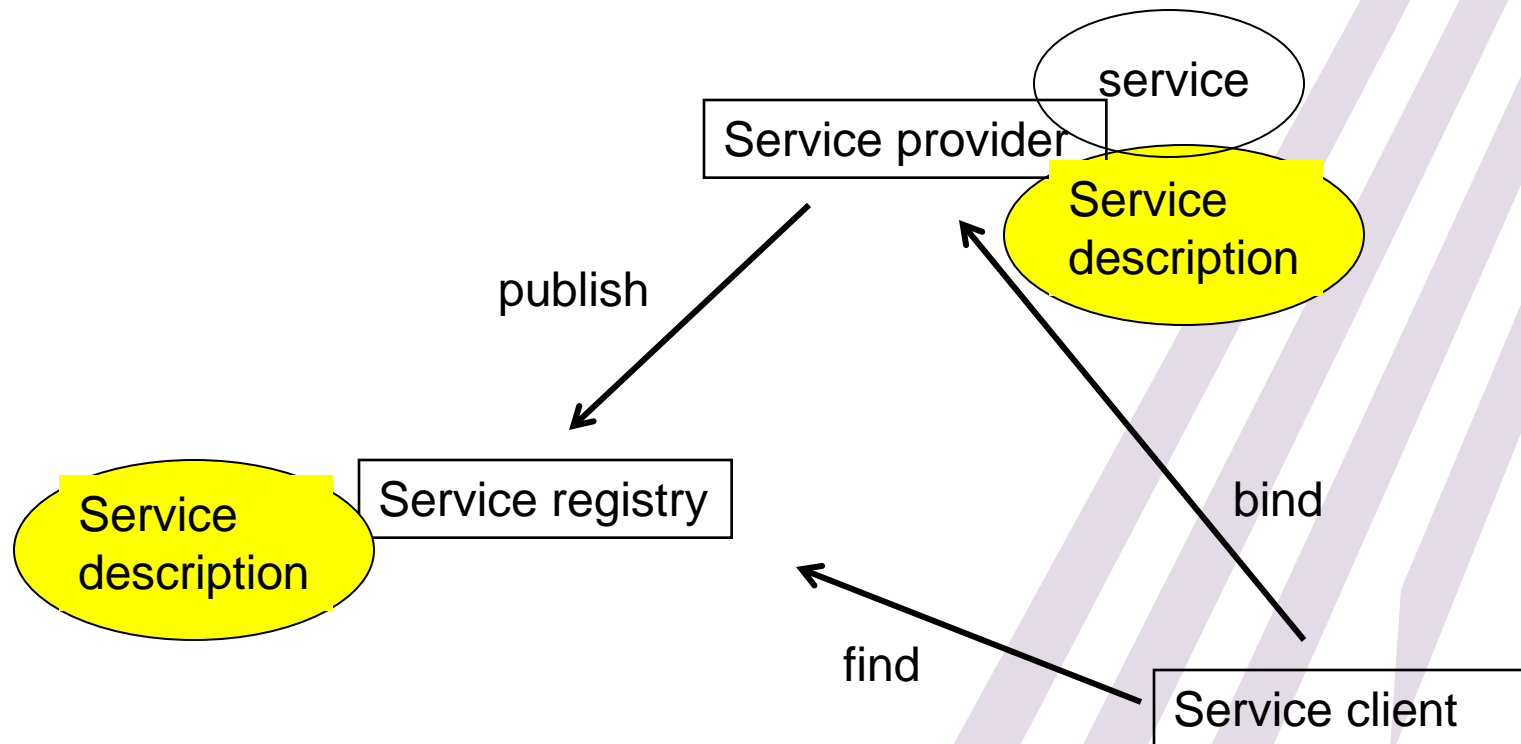 service
Service provider
Service
description
publish
Service registry
Service
description
bind
find
Service client